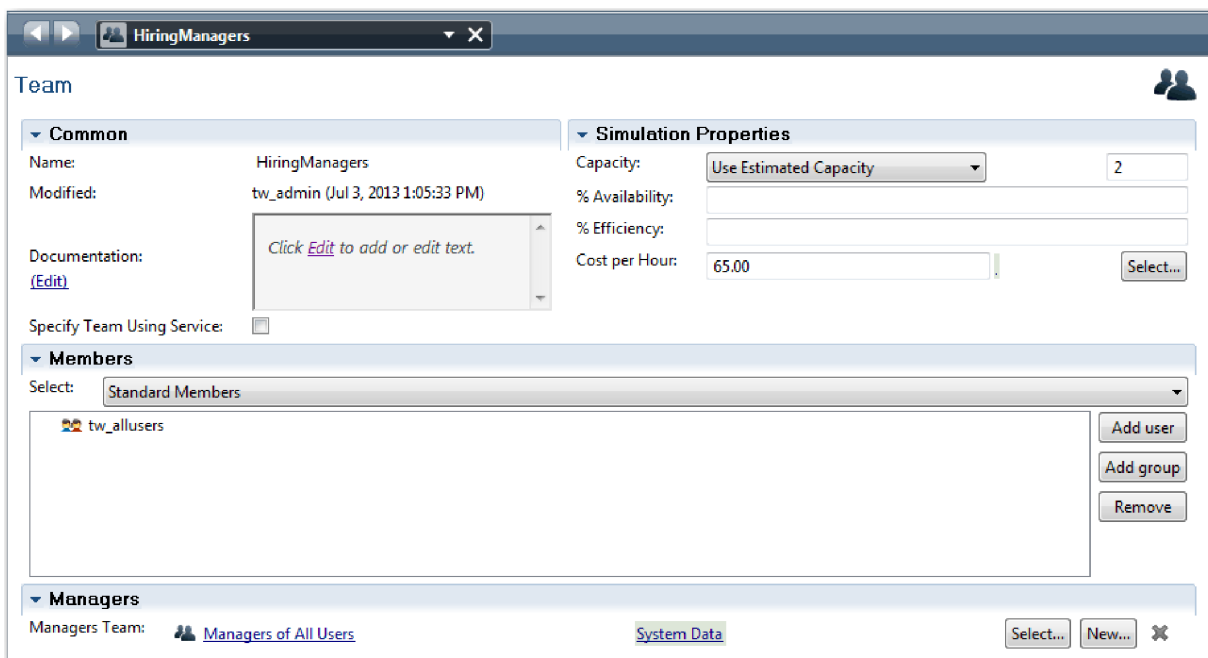 HiringManagers
Team
Common
Name: HiringManagers
Modified: tw_admin (Jul 3, 2013 1:05:33 PM)
Documentation:
(Edit)
Click Edit to add or edit text.
Specify Team Using Service:
Simulation Properties
Capacity: Use Estimated Capacity 2
% Availability:
% Efficiency:
Cost per Hour: 65.00 Select...
Members
Select: Standard Members
tw_allusers
Add user
Add group
Remove
Managers
Managers Team: Managers of All Users System Data Select... New...